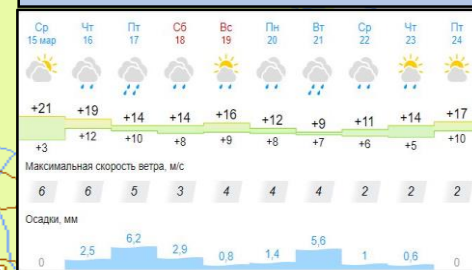 Ср Чт Пт Сб Вс Пн Вт Ср Чт Пт
15 мар 16 17 18 19 20 21 22 23 24
+21 +19 +14 +14 +16 +12 +9 +11 +14 +17
+3 +12 +10 +8 +9 +8 +7 +6 +5 +10
Максимальная скорость ветра, м/с
6 6 5 3 4 4 4 2 2 2
Осадки, мм
0 2,5 6,2 2,9 0,8 1,4 5,6 1 0,6 0